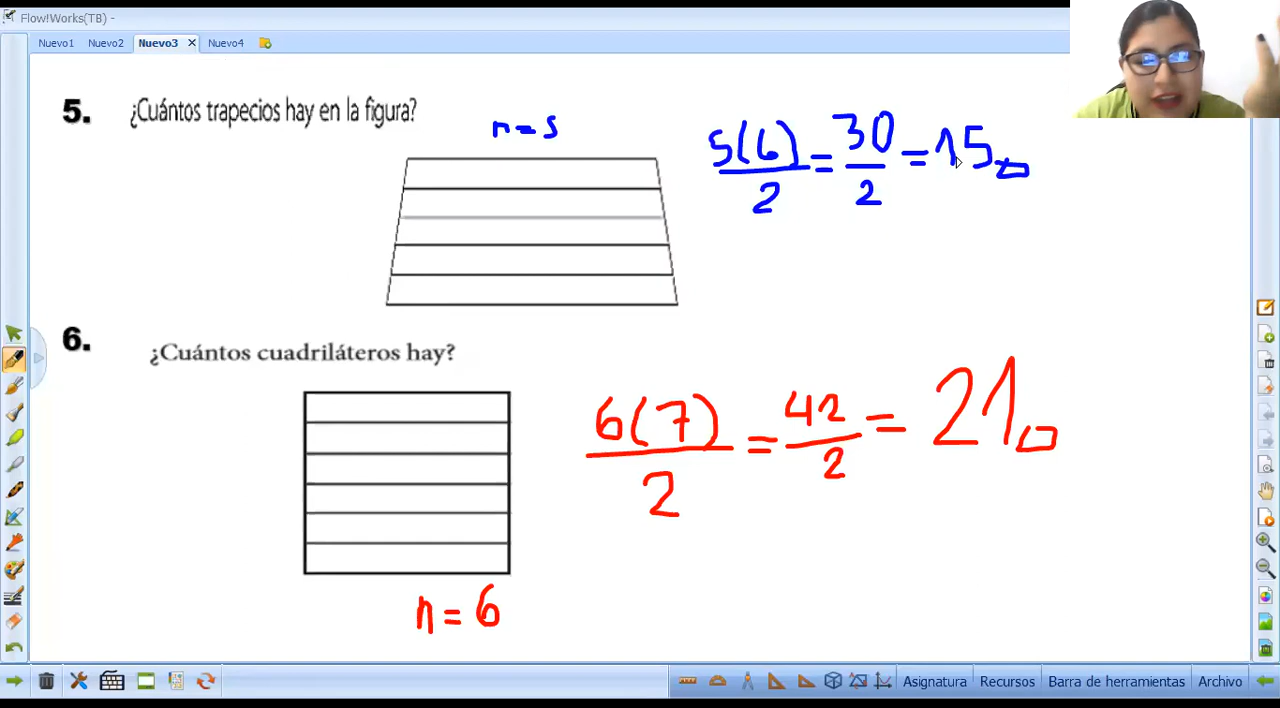 Flow!Works(TB) -
Nuevo1 Nuevo2 Nuevo3 Nuevo4
5. ¿Cuántos trapecios hay en la figura?
n = 5
5(6)/2 = 30/2 = 15
6. ¿Cuántos cuadriláteros hay?
6(7)/2 = 42/2 = 21
n = 6
Asignatura Recursos Barra de herramientas Archivo